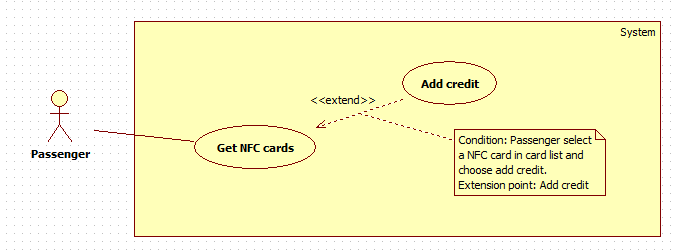 System
Add credit
<<extend>>
Get NFC cards
Passenger
Condition: Passenger select
a NFC card in card list and
choose add credit.
Extension point: Add credit